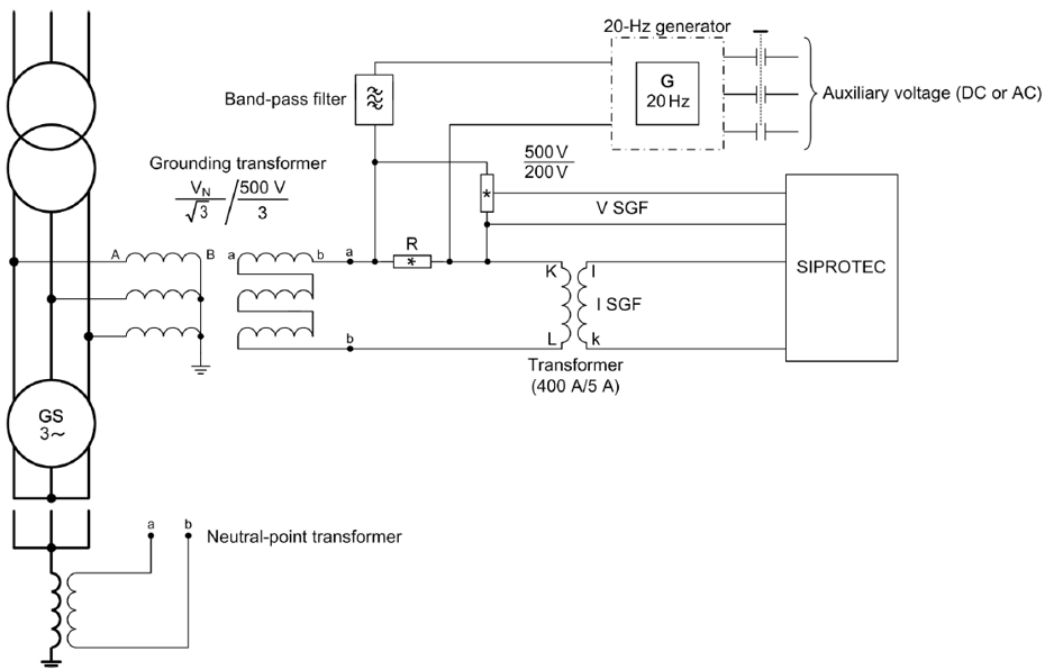 20-Hz generator
G
20 Hz
Auxiliary voltage (DC or AC)
Band-pass filter
Grounding transformer
V_N
√3
/
500 V
3
500 V
200 V
V SGF
A
B
a
b
a
R
*
*
K
l
I SGF
L
k
b
SIPROTEC
Transformer
(400 A/5 A)
GS
3~
a
b
Neutral-point transformer